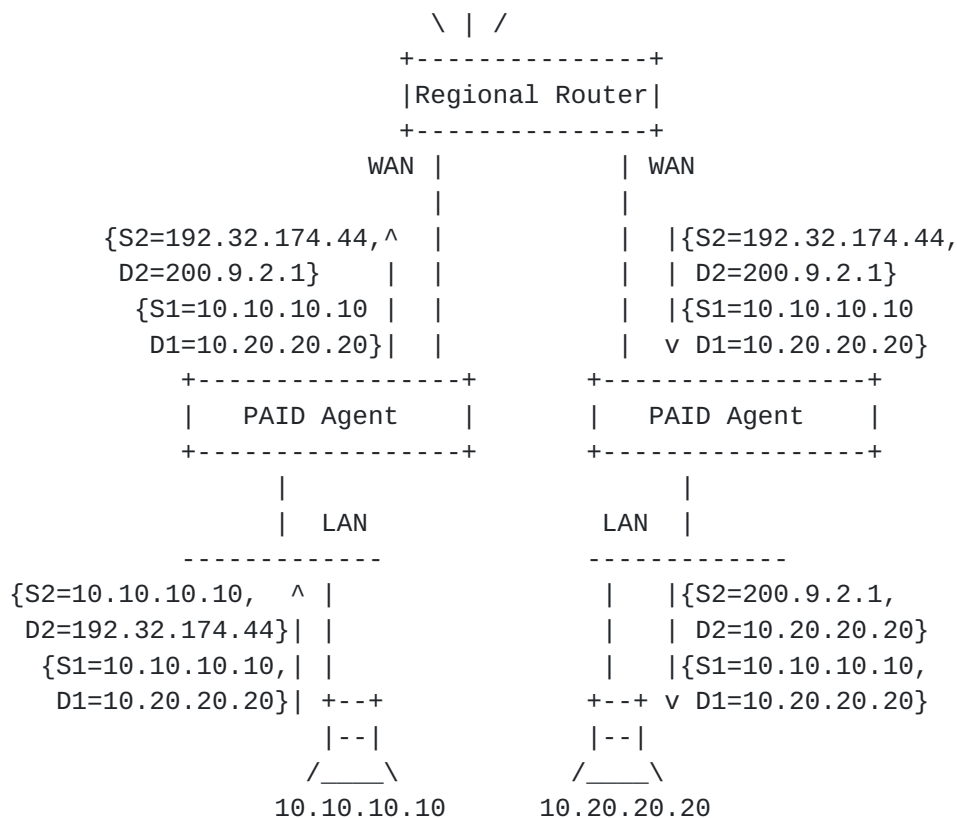 \ | /
+---------------+
|Regional Router|
+---------------+
WAN | | WAN
| |
{S2=192.32.174.44,^ | | |{S2=192.32.174.44,
D2=200.9.2.1} | | | | D2=200.9.2.1}
{S1=10.10.10.10 | | | |{S1=10.10.10.10
D1=10.20.20.20}| | | v D1=10.20.20.20}
+-----------------+ +-----------------+
| PAID Agent | | PAID Agent |
+-----------------+ +-----------------+
| |
| LAN LAN |
------------- -------------
{S2=10.10.10.10, ^ | | |{S2=200.9.2.1,
D2=192.32.174.44}| | | | D2=10.20.20.20}
{S1=10.10.10.10,| | | |{S1=10.10.10.10,
D1=10.20.20.20}| +--+ +--+ v D1=10.20.20.20}
|--| |--|
/____\ /____\
10.10.10.10 10.20.20.20